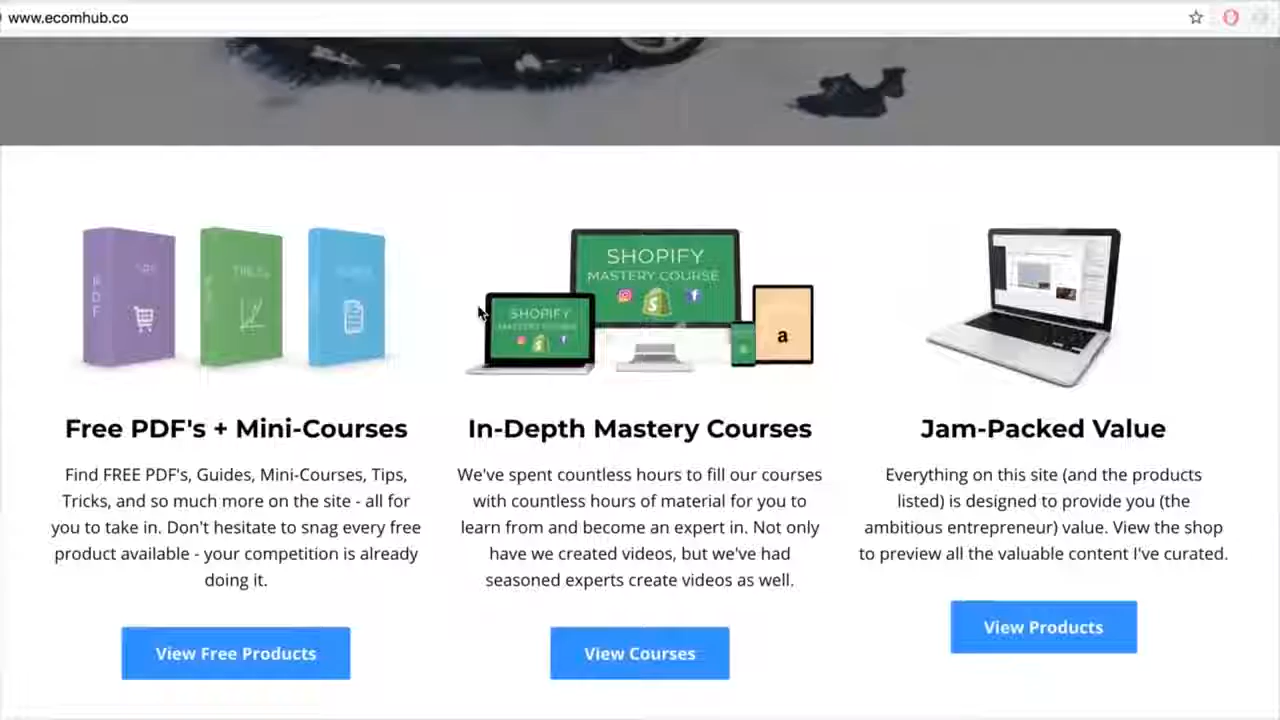 www.ecomhub.co
PDF
SHOPIFY
MASTERY COURSE
SHOPIFY
MASTERY COURSE
a
Free PDF's + Mini-Courses
In-Depth Mastery Courses
Jam-Packed Value
Find FREE PDF's, Guides, Mini-Courses, Tips,
Tricks, and so much more on the site - all for
you to take in. Don't hesitate to snag every free
product available - your competition is already
doing it.
We've spent countless hours to fill our courses
with countless hours of material for you to
learn from and become an expert in. Not only
have we created videos, but we've had
seasoned experts create videos as well.
Everything on this site (and the products
listed) is designed to provide you (the
ambitious entrepreneur) value. View the shop
to preview all the valuable content I've curated.
View Free Products
View Courses
View Products